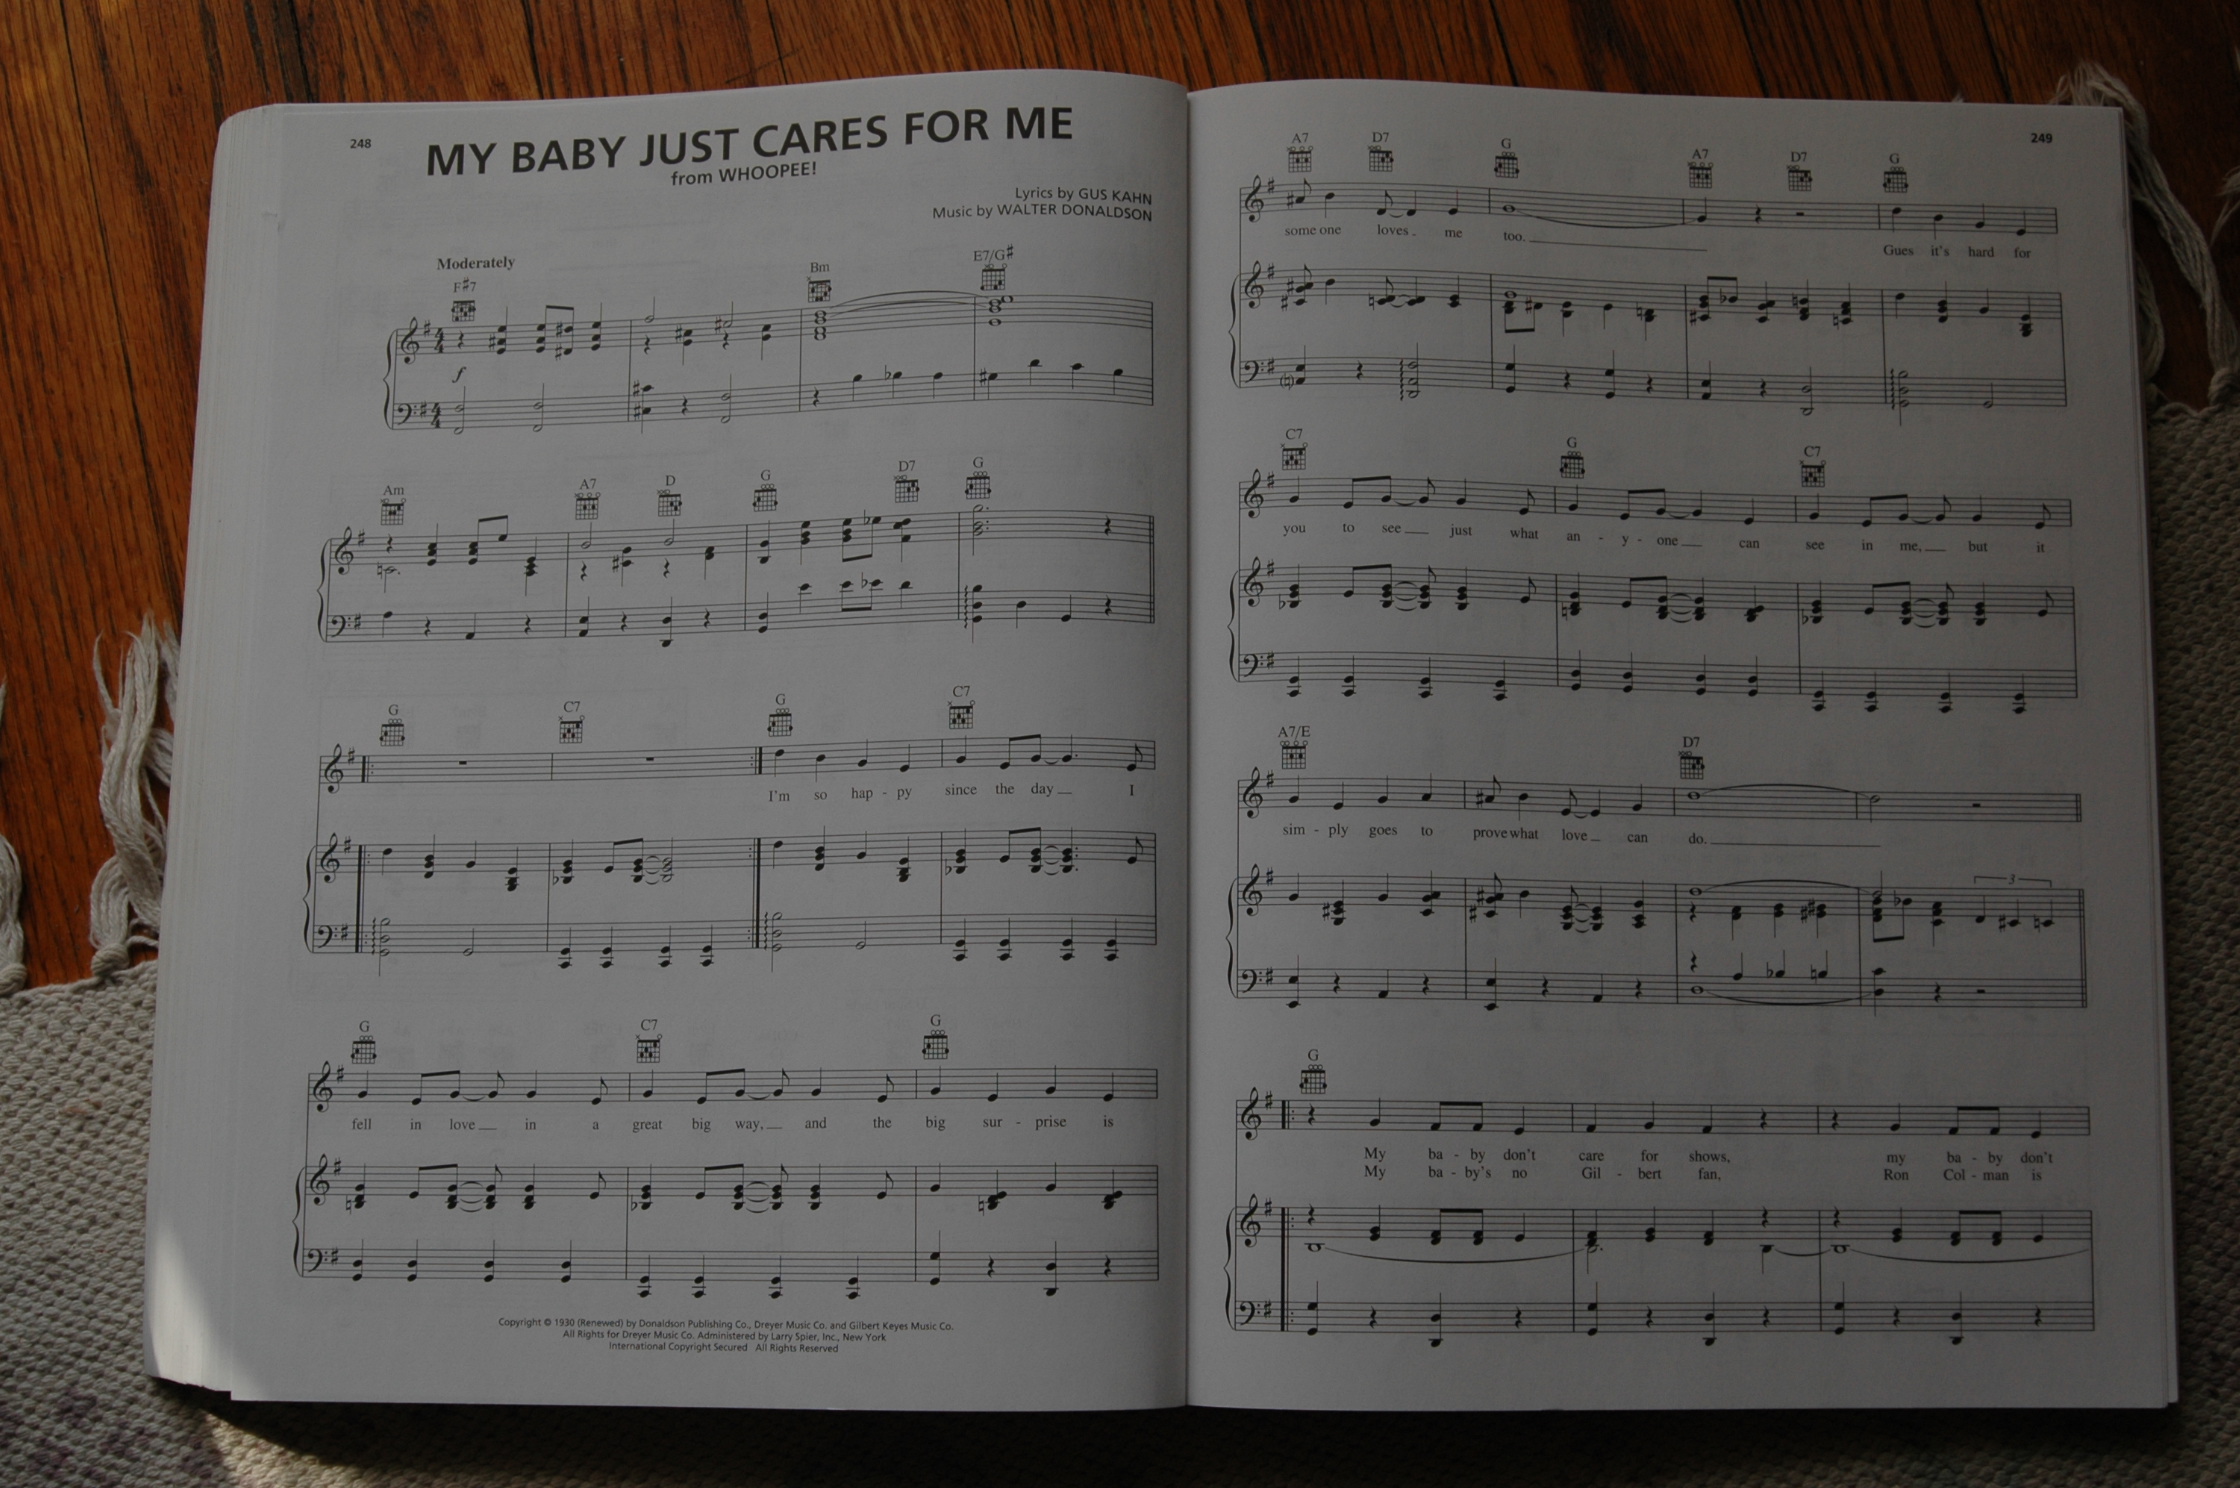 248
MY BABY JUST CARES FOR ME
from WHOOPEE!
Lyrics by GUS KAHN
Music by WALTER DONALDSON
Moderately
F#7 Bm E7/G#
f
Am A7 D G D7 G
G C7 G C7
I'm so hap - py since the day I
G C7 G
fell in love in a great big way, and the big sur - prise is
Copyright © 1930 (Renewed) by Donaldson Publishing Co., Dreyer Music Co. and Gilbert Keyes Music Co.
All Rights for Dreyer Music Co. Administered by Larry Spier, Inc., New York
International Copyright Secured All Rights Reserved
249
A7 D7 G A7 D7 G
some one loves me too. Gues it's hard for
C7 G C7
you to see just what an - y - one can see in me, but it
A7/E D7
sim - ply goes to prove what love can do.
3
G
My ba - by don't care for shows, my ba - by don't
My ba - by's no Gil - bert fan, Ron Col - man is